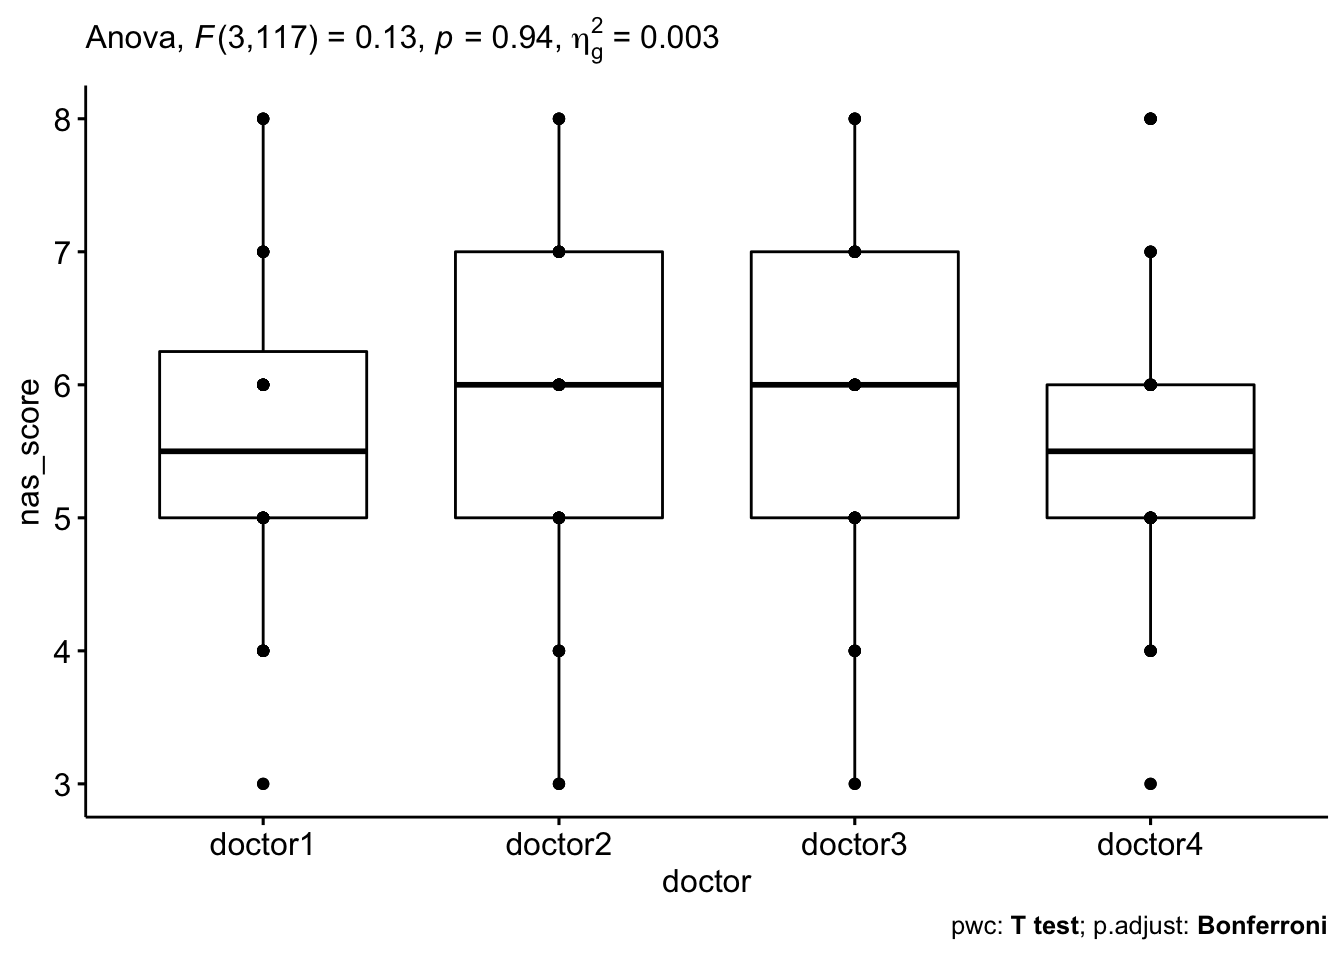 Anova, F(3,117) = 0.13, p = 0.94, η²g = 0.003
8
7
6
5
4
3
nas_score
doctor1 doctor2 doctor3 doctor4
doctor
pwc: T test; p.adjust: Bonferroni